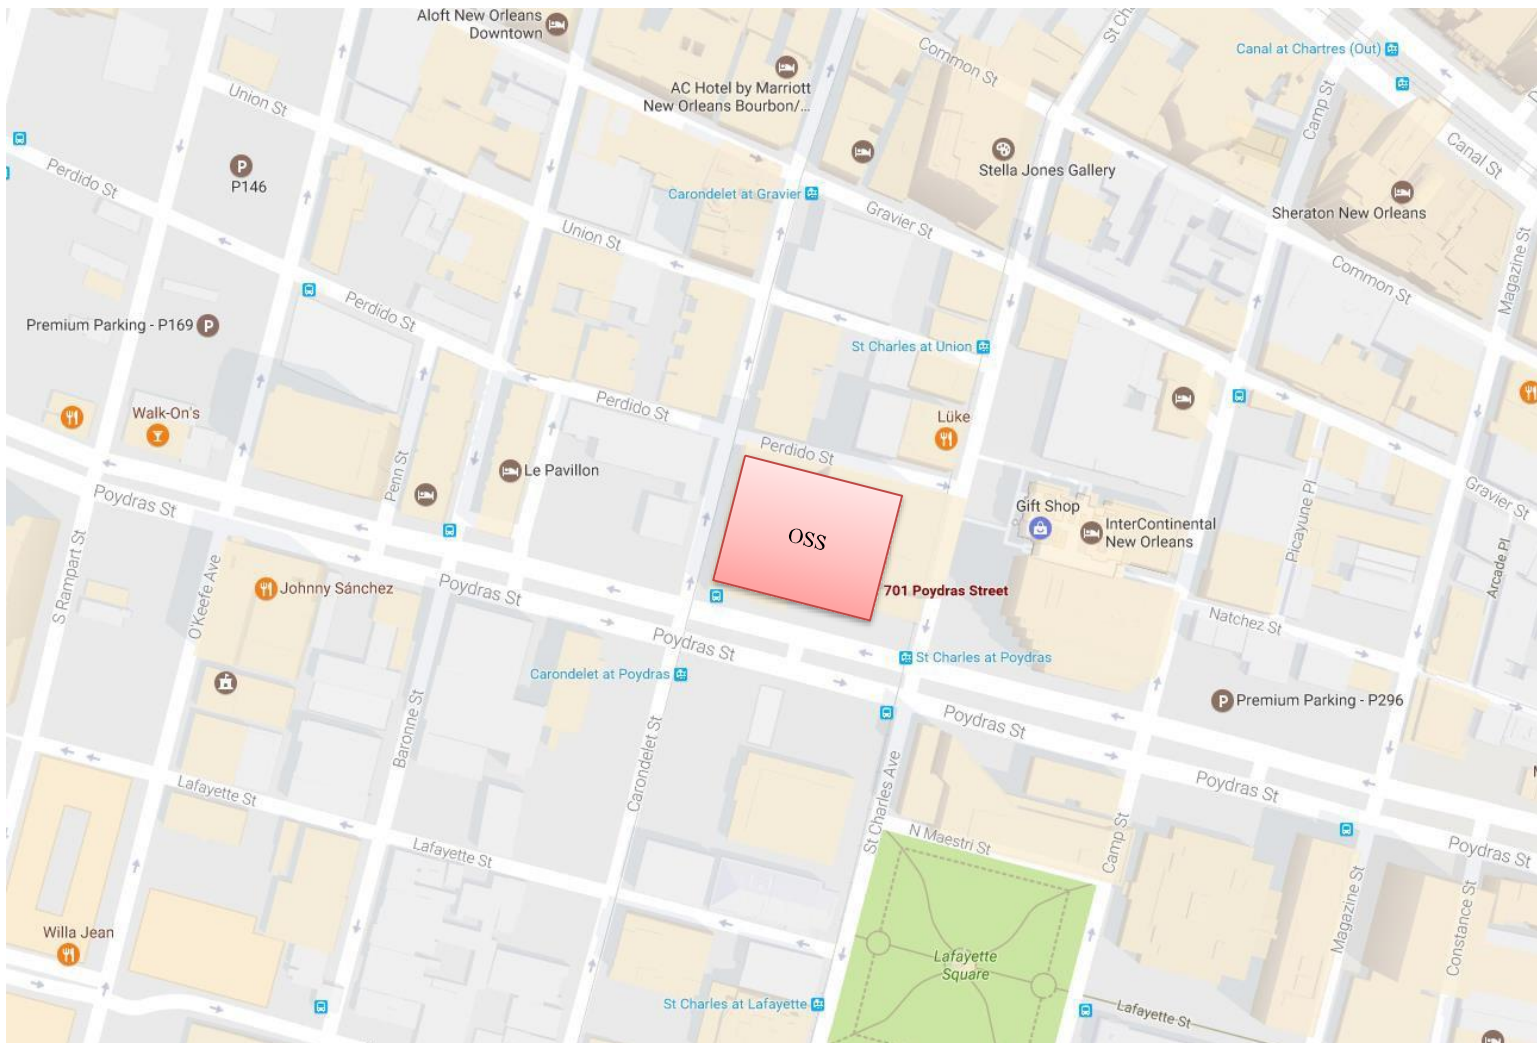 Aloft New Orleans
Downtown
Common St
St Ch
Canal at Chartres (Out)
AC Hotel by Marriott
New Orleans Bourbon/...
Union St
Camp St
Canal St
Stella Jones Gallery
P
P146
Perdido St
Carondelet at Gravier
Gravier St
Sheraton New Orleans
Union St
Common St
Magazine St
Perdido St
Premium Parking - P169
P
St Charles at Union
Walk-On's
Perdido St
Lüke
Perdido St
Penn St
Le Pavillon
Poydras St
Gift Shop
InterContinental
New Orleans
Picayune Pl
Gravier St
OSS
S Rampart St
O'Keefe Ave
Johnny Sánchez
Poydras St
701 Poydras Street
Arcade Pl
Natchez St
Poydras St
St Charles at Poydras
Carondelet at Poydras
P
Premium Parking - P296
Baronne St
Poydras St
Carondelet St
Lafayette St
St Charles Ave
Poydras St
N Maestri St
Camp St
Lafayette St
Poydras St
Willa Jean
Magazine St
Constance St
Lafayette
Square
St Charles at Lafayette
Lafayette St